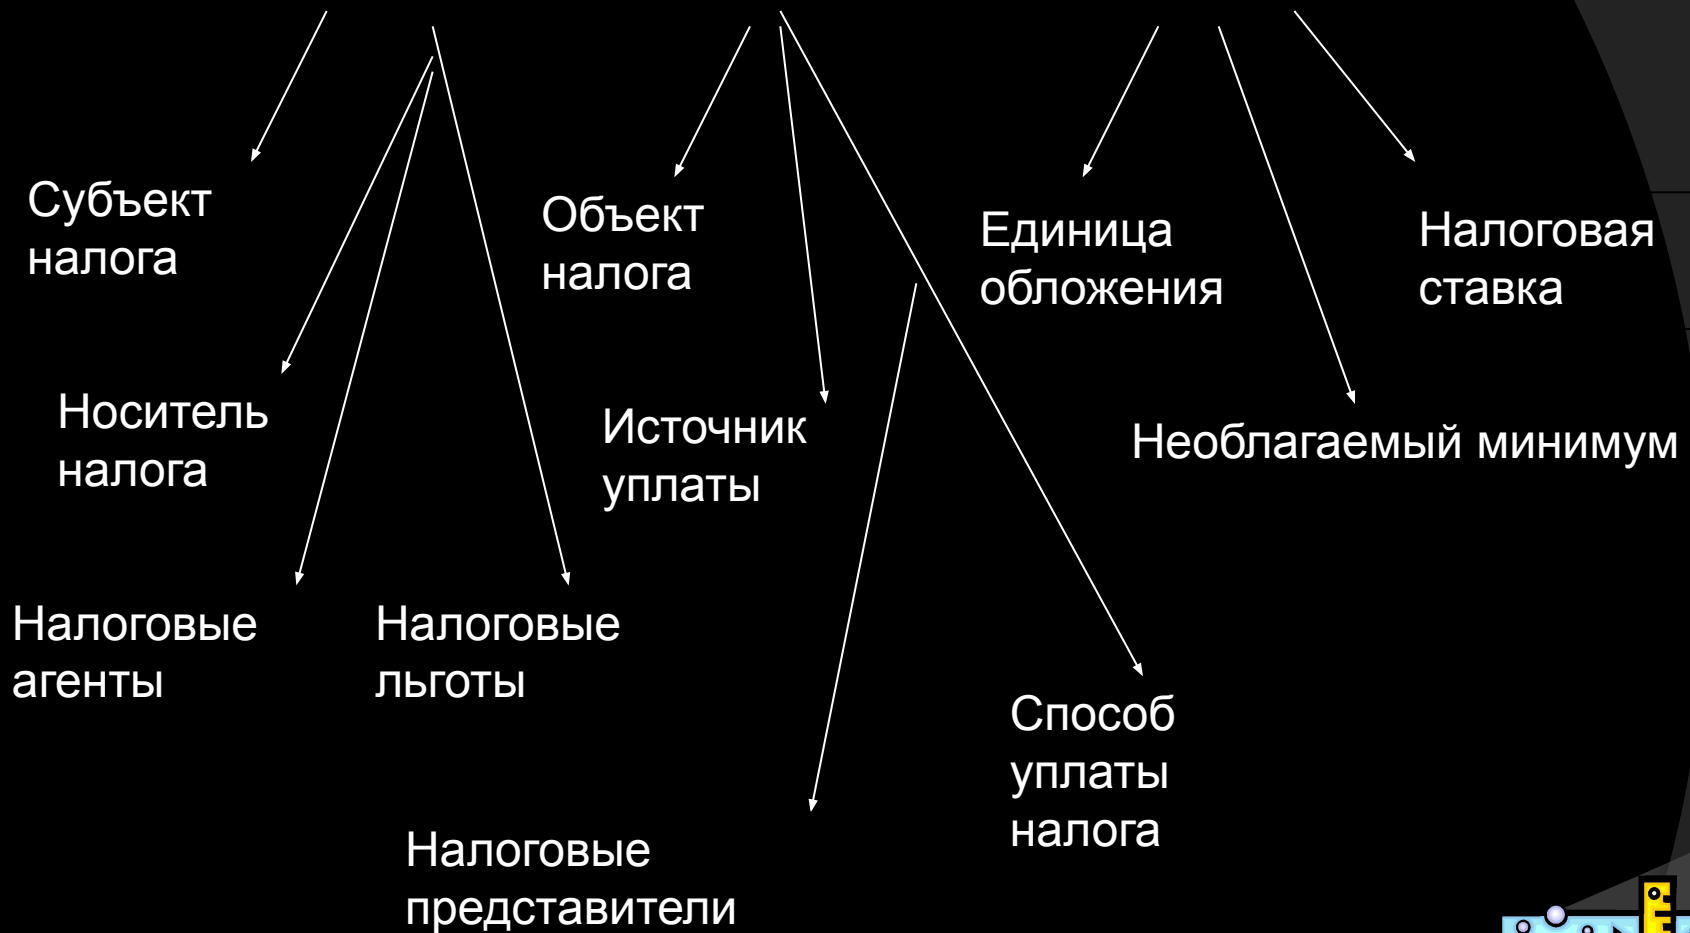 Субъект
налога
Объект
налога
Единица
обложения
Налоговая
ставка
Носитель
налога
Источник
уплаты
Необлагаемый минимум
Налоговые
агенты
Налоговые
льготы
Способ
уплаты
налога
Налоговые
представители